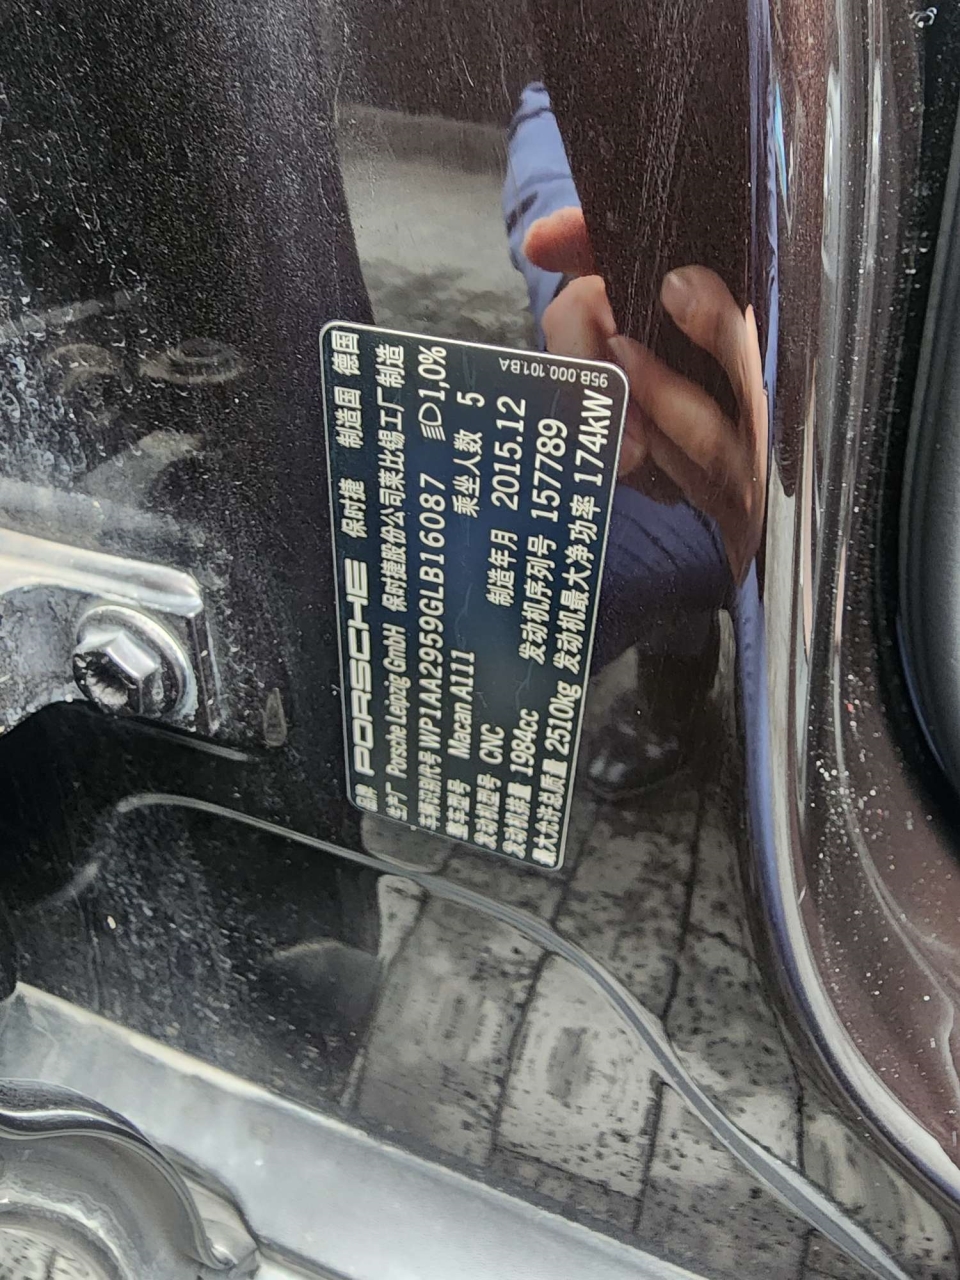 品牌 PORSCHE 保时捷 制造国 德国
生产厂 Porsche Leipzig GmbH 保时捷股份公司莱比锡工厂制造
车辆识别代号 WP1AA2959GLB16087 1,0%
整车型号 Macan A111 乘坐人数 5
发动机型号 CNC 制造年月 2015.12
发动机排量 1984cc 发动机序列号 157789
最大允许总质量 2510kg 发动机最大净功率 174kW
95B.000.101.BA